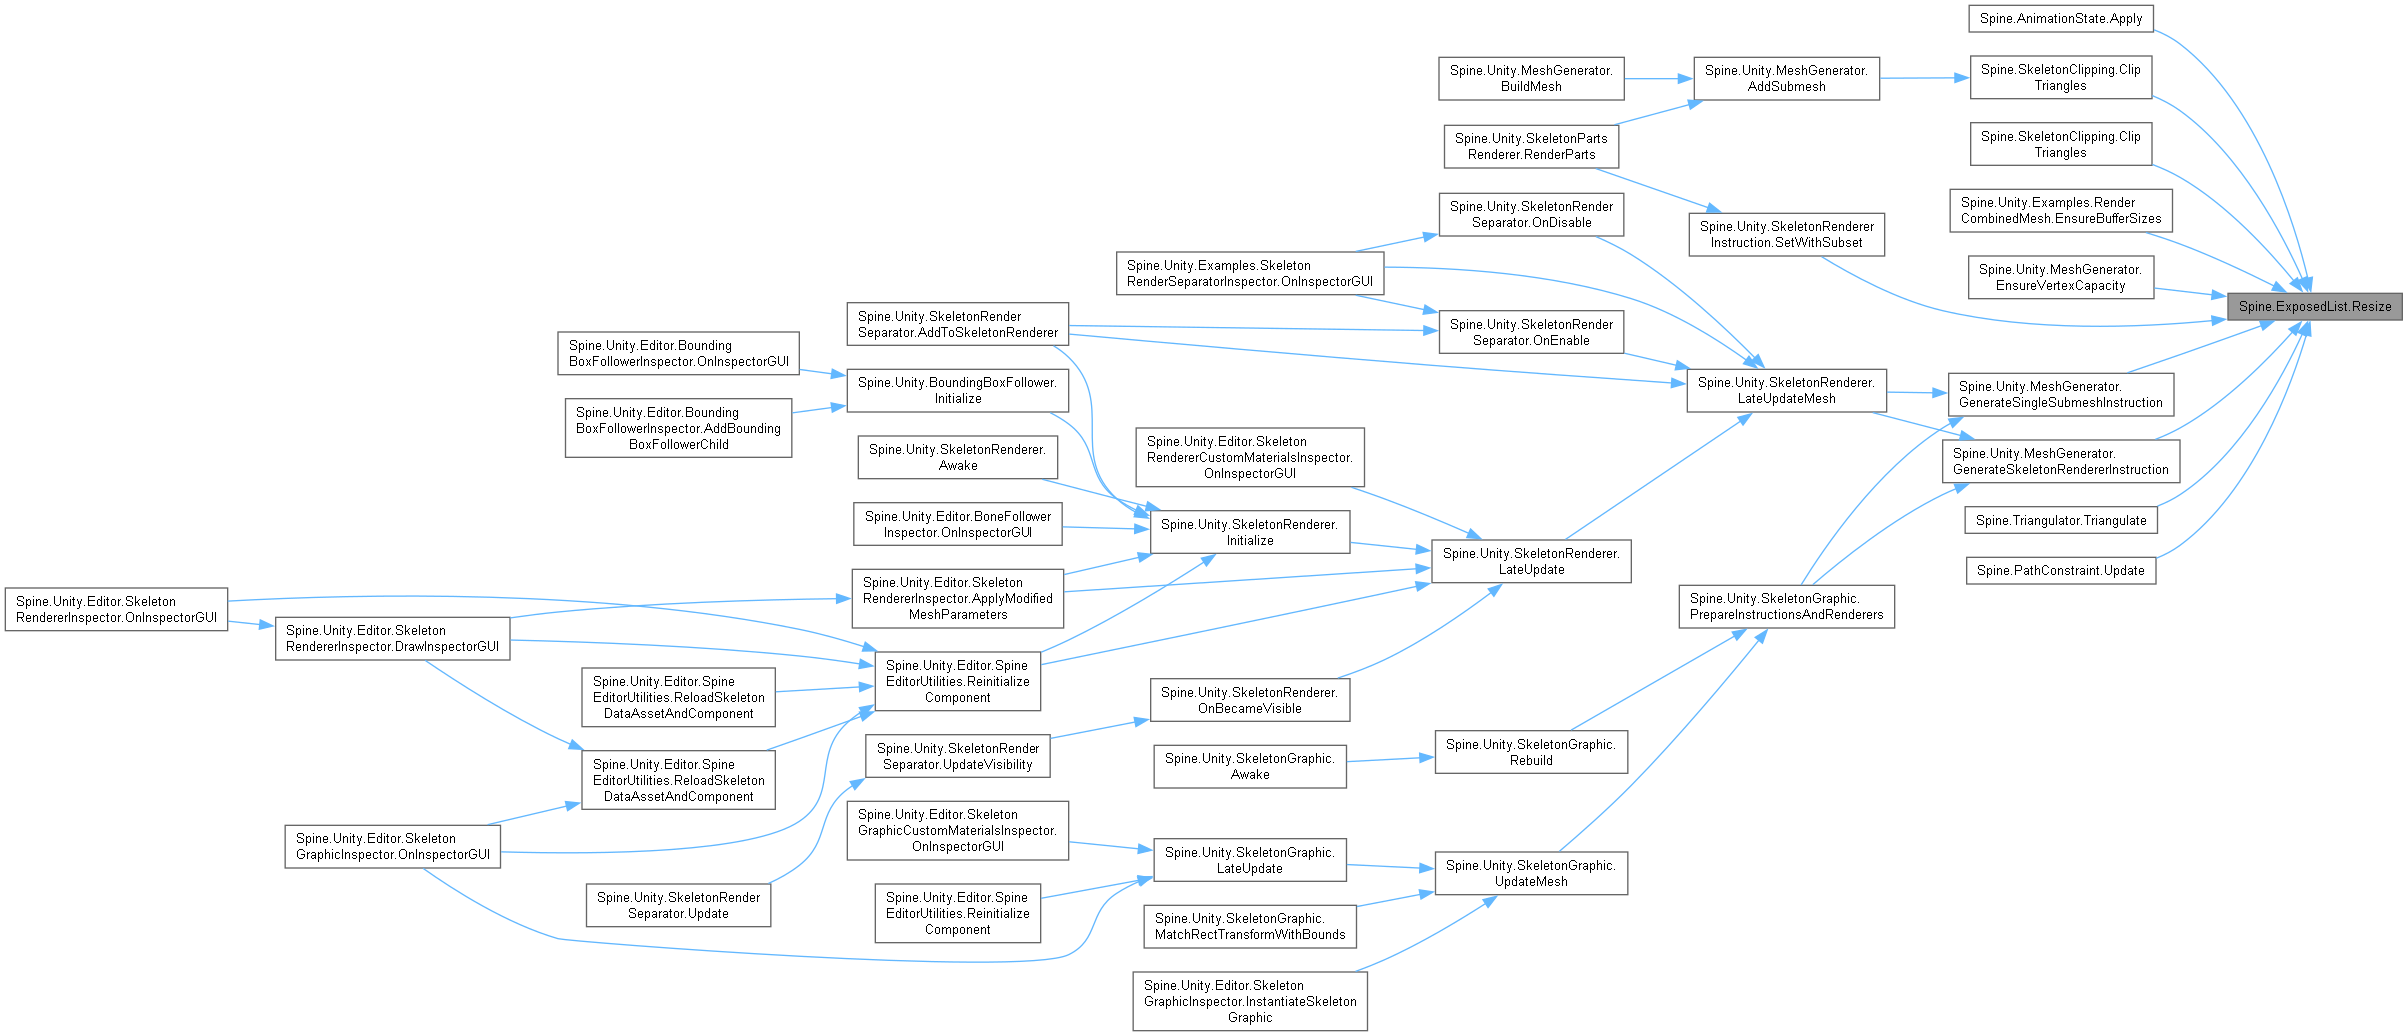 Spine.AnimationState.Apply
Spine.SkeletonClipping.Clip
Triangles
Spine.Unity.MeshGenerator.
AddSubmesh
Spine.Unity.MeshGenerator.
BuildMesh
Spine.Unity.SkeletonParts
Renderer.RenderParts
Spine.SkeletonClipping.Clip
Triangles
Spine.Unity.Examples.Render
CombinedMesh.EnsureBufferSizes
Spine.Unity.SkeletonRender
Separator.OnDisable
Spine.Unity.SkeletonRenderer
Instruction.SetWithSubset
Spine.Unity.Examples.Skeleton
RenderSeparatorInspector.OnInspectorGUI
Spine.Unity.MeshGenerator.
EnsureVertexCapacity
Spine.ExposedList.Resize
Spine.Unity.SkeletonRender
Separator.AddToSkeletonRenderer
Spine.Unity.SkeletonRender
Separator.OnEnable
Spine.Unity.Editor.Bounding
BoxFollowerInspector.OnInspectorGUI
Spine.Unity.BoundingBoxFollower.
Initialize
Spine.Unity.SkeletonRenderer.
LateUpdateMesh
Spine.Unity.MeshGenerator.
GenerateSingleSubmeshInstruction
Spine.Unity.Editor.Bounding
BoxFollowerInspector.AddBounding
BoxFollowerChild
Spine.Unity.SkeletonRenderer.
Awake
Spine.Unity.Editor.Skeleton
RendererCustomMaterialsInspector.
OnInspectorGUI
Spine.Unity.MeshGenerator.
GenerateSkeletonRendererInstruction
Spine.Unity.Editor.BoneFollower
Inspector.OnInspectorGUI
Spine.Unity.SkeletonRenderer.
Initialize
Spine.Triangulator.Triangulate
Spine.Unity.SkeletonRenderer.
LateUpdate
Spine.PathConstraint.Update
Spine.Unity.Editor.Skeleton
RendererInspector.ApplyModified
MeshParameters
Spine.Unity.SkeletonGraphic.
PrepareInstructionsAndRenderers
Spine.Unity.Editor.Skeleton
RendererInspector.OnInspectorGUI
Spine.Unity.Editor.Skeleton
RendererInspector.DrawInspectorGUI
Spine.Unity.Editor.Spine
EditorUtilities.Reinitialize
Component
Spine.Unity.Editor.Spine
EditorUtilities.ReloadSkeleton
DataAssetAndComponent
Spine.Unity.SkeletonRenderer.
OnBecameVisible
Spine.Unity.SkeletonRender
Separator.UpdateVisibility
Spine.Unity.SkeletonGraphic.
Awake
Spine.Unity.SkeletonGraphic.
Rebuild
Spine.Unity.Editor.Spine
EditorUtilities.ReloadSkeleton
DataAssetAndComponent
Spine.Unity.Editor.Skeleton
GraphicCustomMaterialsInspector.
OnInspectorGUI
Spine.Unity.Editor.Skeleton
GraphicInspector.OnInspectorGUI
Spine.Unity.SkeletonGraphic.
LateUpdate
Spine.Unity.SkeletonGraphic.
UpdateMesh
Spine.Unity.SkeletonRender
Separator.Update
Spine.Unity.Editor.Spine
EditorUtilities.Reinitialize
Component
Spine.Unity.SkeletonGraphic.
MatchRectTransformWithBounds
Spine.Unity.Editor.Skeleton
GraphicInspector.InstantiateSkeleton
Graphic